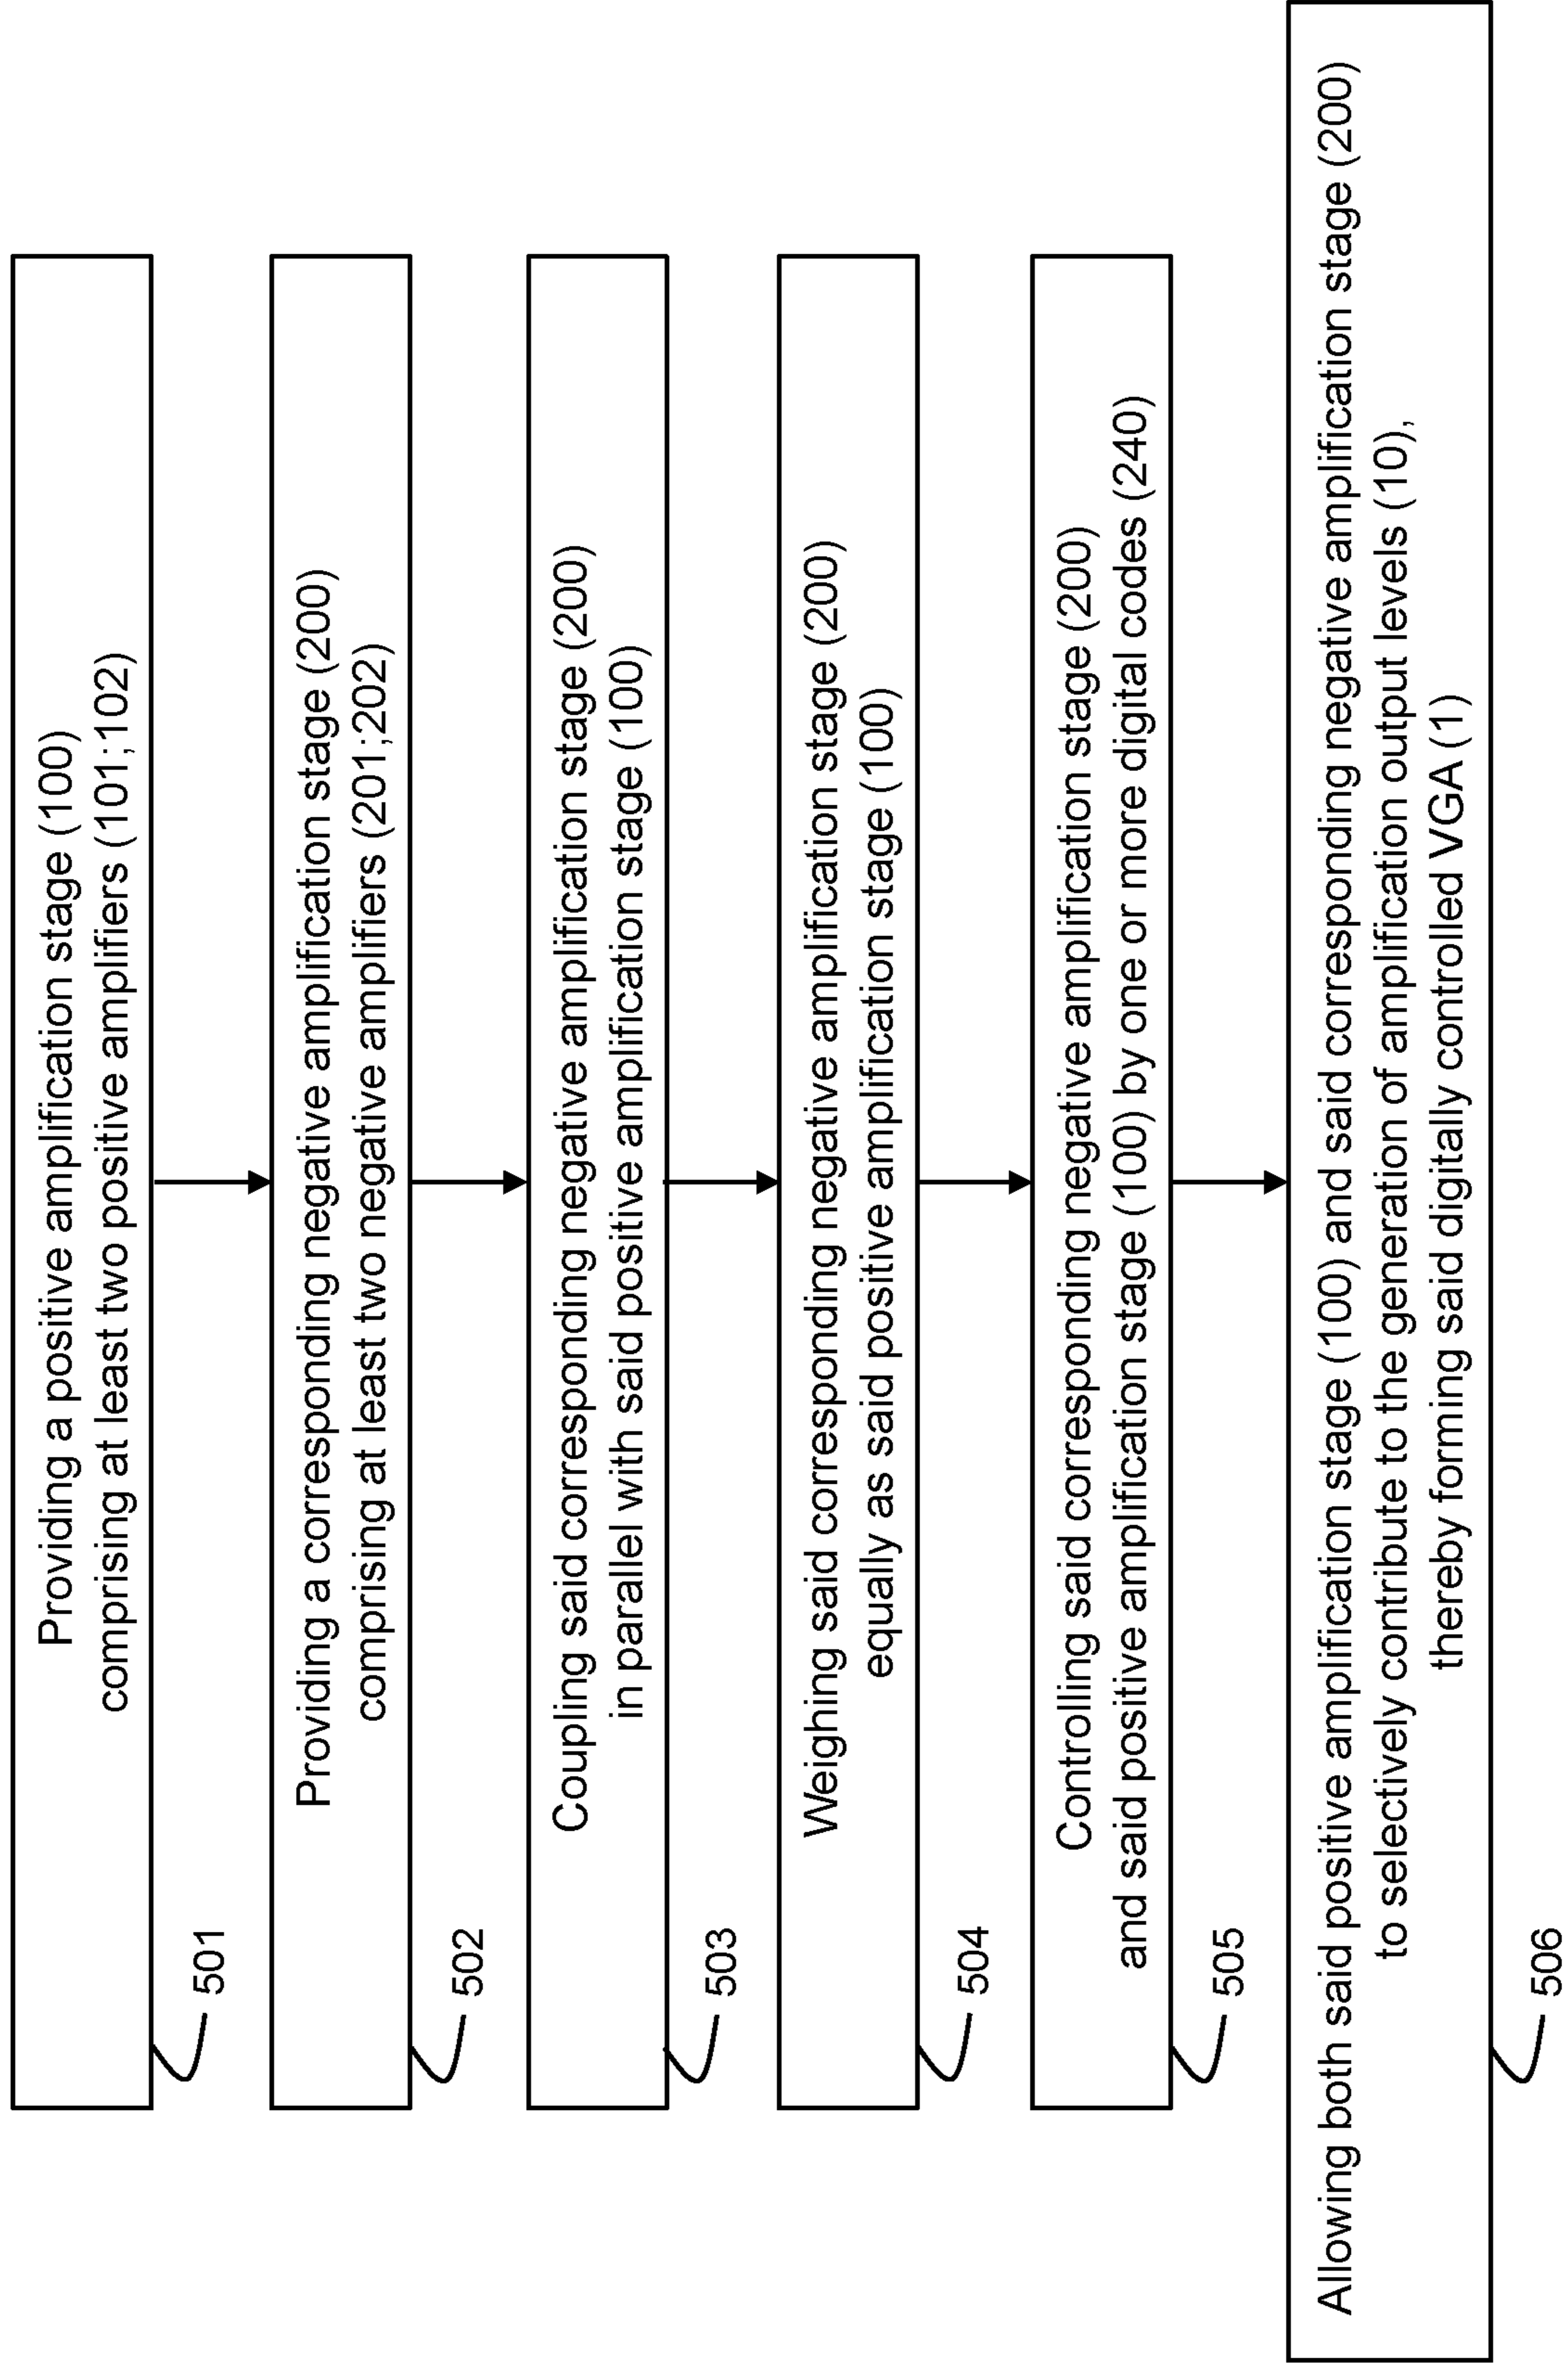 Providing a positive amplification stage (100)
comprising at least two positive amplifiers (101;102)
501
Providing a corresponding negative amplification stage (200)
comprising at least two negative amplifiers (201;202)
502
Coupling said corresponding negative amplification stage (200)
in parallel with said positive amplification stage (100)
503
Weighing said corresponding negative amplification stage (200)
equally as said positive amplification stage (100)
504
Controlling said corresponding negative amplification stage (200)
and said positive amplification stage (100) by one or more digital codes (240)
505
Allowing both said positive amplification stage (100) and said corresponding negative amplification stage (200)
to selectively contribute to the generation of amplification output levels (10),
thereby forming said digitally controlled VGA (1)
506